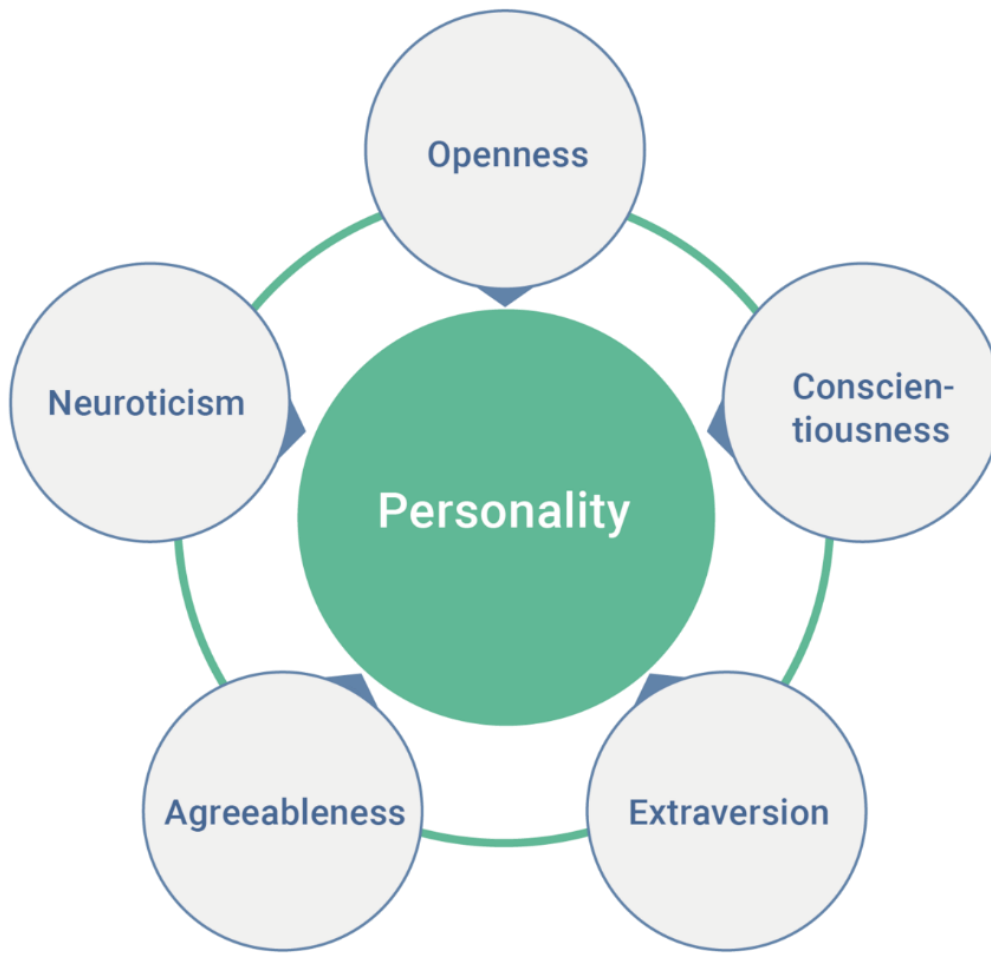 Openness
Conscien-
tiousness
Extraversion
Agreeableness
Neuroticism
Personality